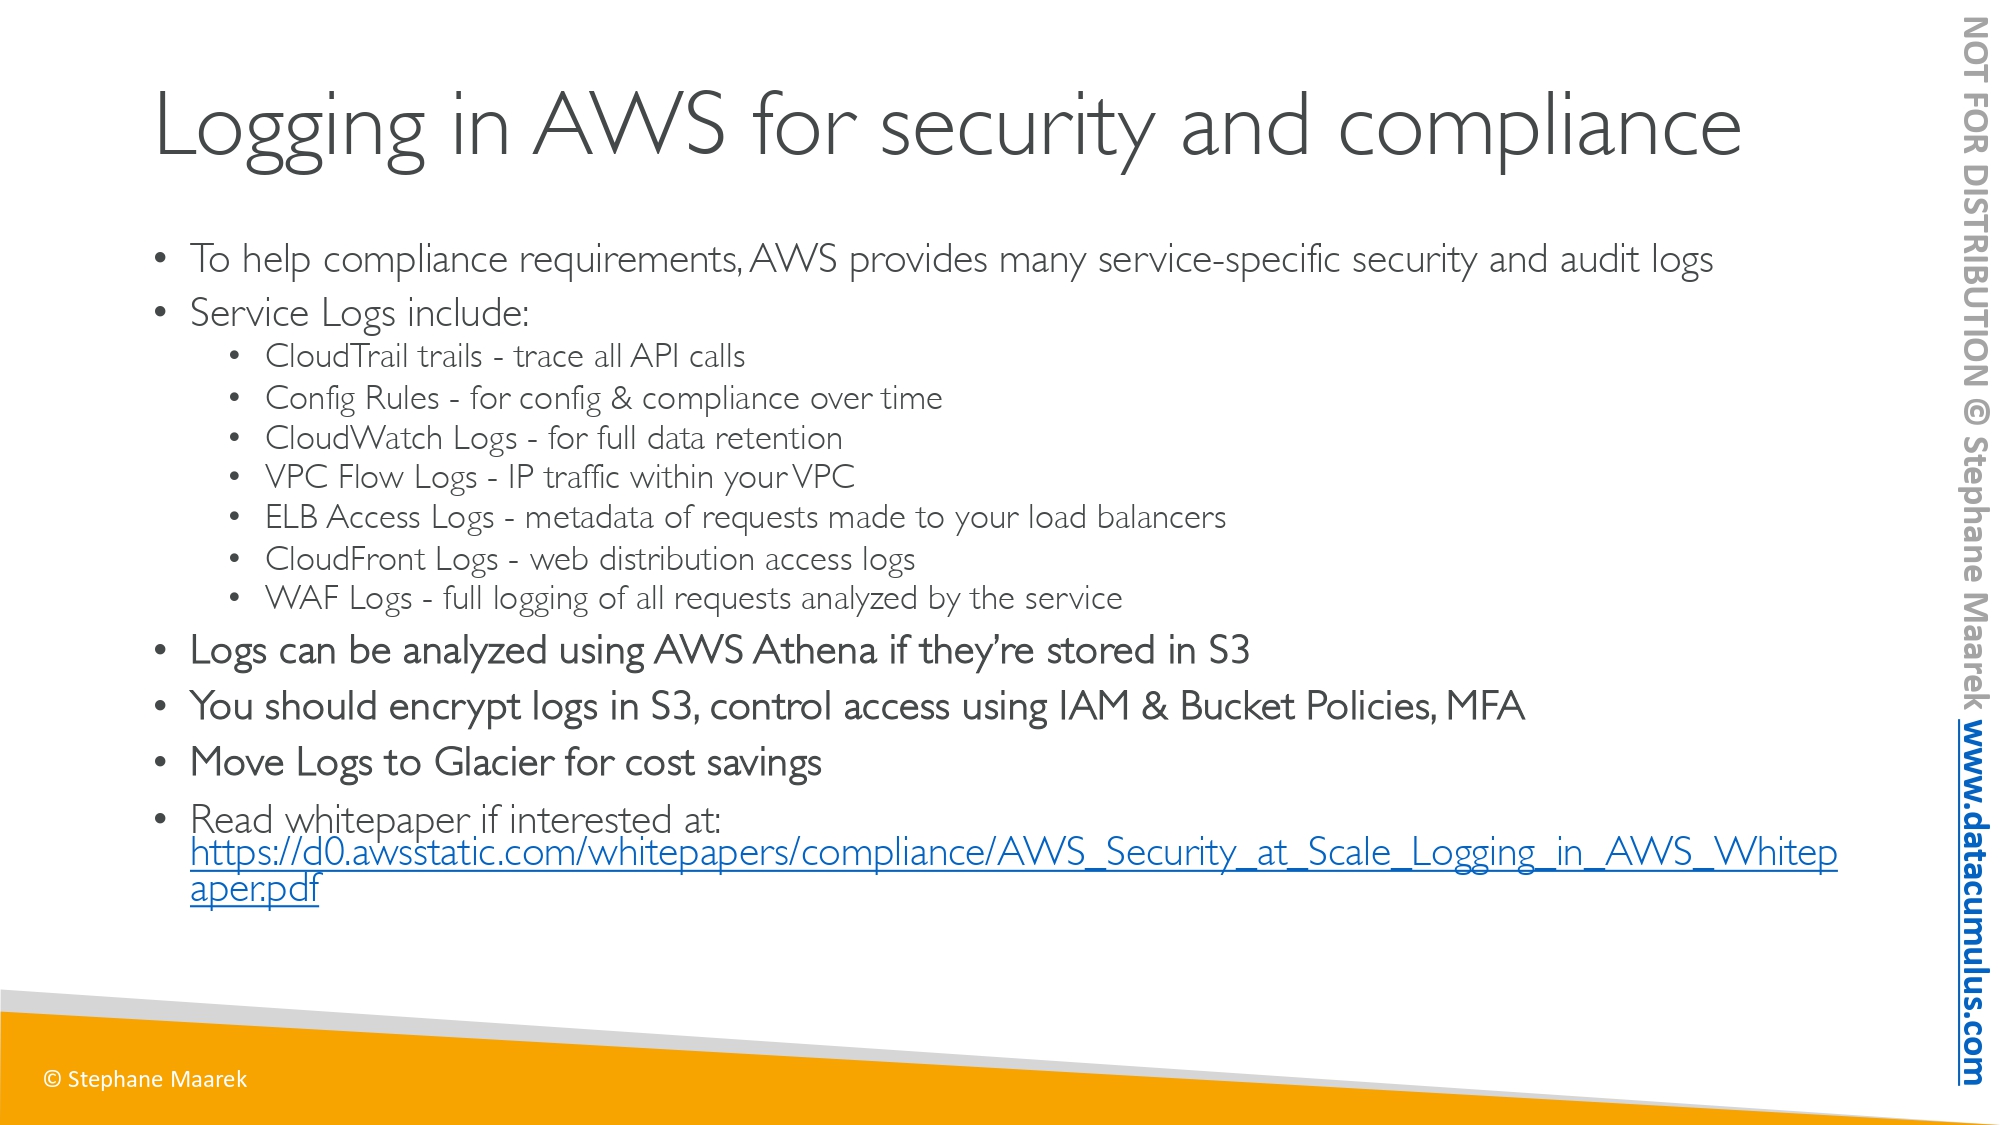 Logging in AWS for security and compliance
• To help compliance requirements, AWS provides many service-specific security and audit logs
• Service Logs include:
• CloudTrail trails - trace all API calls
• Config Rules - for config & compliance over time
• CloudWatch Logs - for full data retention
• VPC Flow Logs - IP traffic within your VPC
• ELB Access Logs - metadata of requests made to your load balancers
• CloudFront Logs - web distribution access logs
• WAF Logs - full logging of all requests analyzed by the service
• Logs can be analyzed using AWS Athena if they’re stored in S3
• You should encrypt logs in S3, control access using IAM & Bucket Policies, MFA
• Move Logs to Glacier for cost savings
• Read whitepaper if interested at:
https://d0.awsstatic.com/whitepapers/compliance/AWS_Security_at_Scale_Logging_in_AWS_Whitep
aper.pdf
© Stephane Maarek
NOT FOR DISTRIBUTION © Stephane Maarek www.datacumulus.com